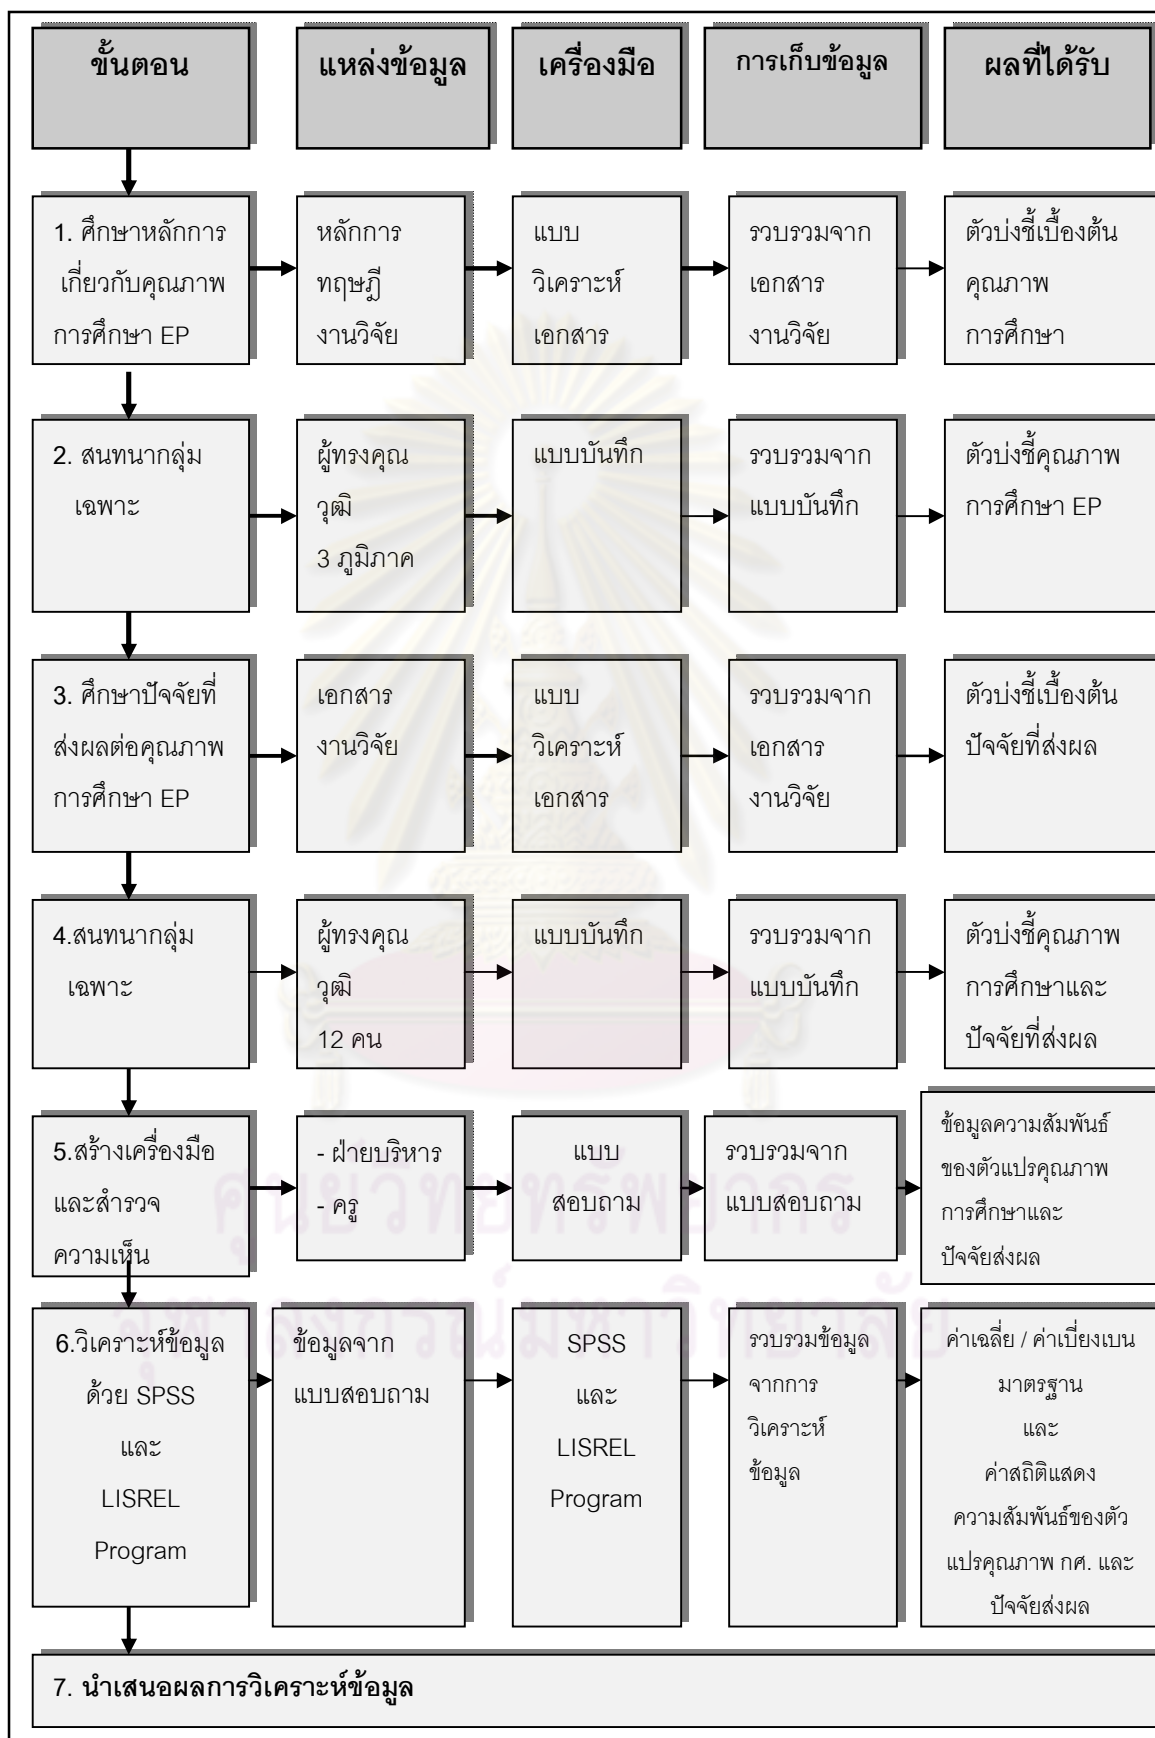 ขั้นตอน
แหล่งข้อมูล
เครื่องมือ
การเก็บข้อมูล
ผลที่ได้รับ
1. ศึกษาหลักการ
เกี่ยวกับคุณภาพ
การศึกษา EP
หลักการ
ทฤษฎี
งานวิจัย
แบบ
วิเคราะห์
เอกสาร
รวบรวมจาก
เอกสาร
งานวิจัย
ตัวบ่งชี้เบื้องต้น
คุณภาพ
การศึกษา
2. สนทนากลุ่ม
เฉพาะ
ผู้ทรงคุณ
วุฒิ
3 ภูมิภาค
แบบบันทึก
รวบรวมจาก
แบบบันทึก
ตัวบ่งชี้คุณภาพ
การศึกษา EP
3. ศึกษาปัจจัยที่
ส่งผลต่อคุณภาพ
การศึกษา EP
เอกสาร
งานวิจัย
แบบ
วิเคราะห์
เอกสาร
รวบรวมจาก
เอกสาร
งานวิจัย
ตัวบ่งชี้เบื้องต้น
ปัจจัยที่ส่งผล
4.สนทนากลุ่ม
เฉพาะ
ผู้ทรงคุณ
วุฒิ
12 คน
แบบบันทึก
รวบรวมจาก
แบบบันทึก
ตัวบ่งชี้คุณภาพ
การศึกษาและ
ปัจจัยที่ส่งผล
5.สร้างเครื่องมือ
และสำรวจ
ความเห็น
- ฝ่ายบริหาร
- ครู
แบบ
สอบถาม
รวบรวมจาก
แบบสอบถาม
ข้อมูลความสัมพันธ์
ของตัวแปรคุณภาพ
การศึกษาและ
ปัจจัยส่งผล
ศูนย์วิทยทรัพยากร
จุฬาลงกรณ์มหาวิทยาลัย
6.วิเคราะห์ข้อมูล
ด้วย SPSS
และ
LISREL
Program
ข้อมูลจาก
แบบสอบถาม
SPSS
และ
LISREL
Program
รวบรวมข้อมูล
จากการ
วิเคราะห์
ข้อมูล
ค่าเฉลี่ย / ค่าเบี่ยงเบน
มาตรฐาน
และ
ค่าสถิติแสดง
ความสัมพันธ์ของตัว
แปรคุณภาพ กศ. และ
ปัจจัยส่งผล
7. นำเสนอผลการวิเคราะห์ข้อมูล